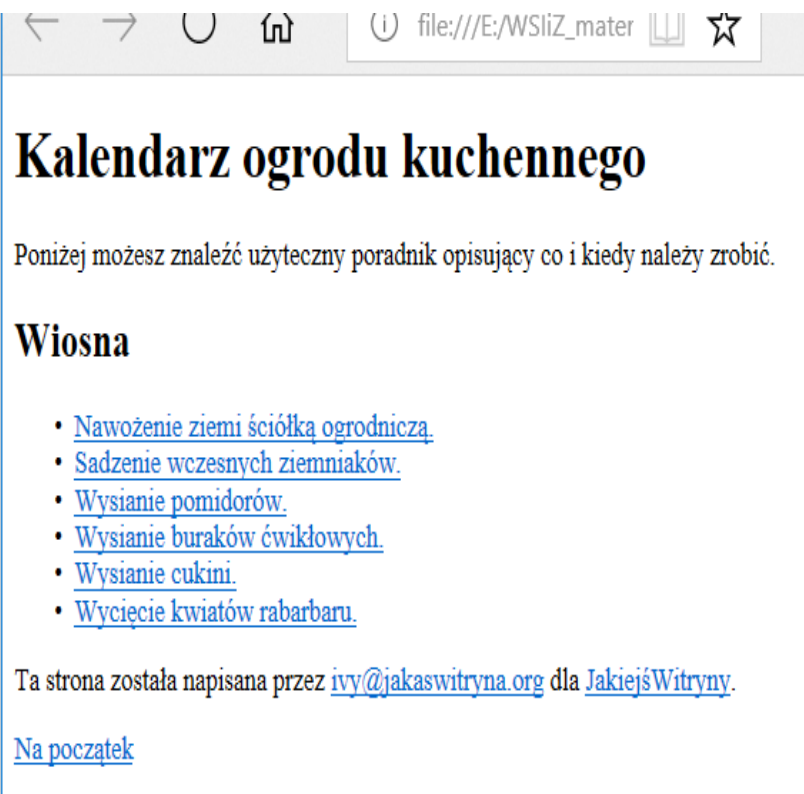 file:///E:/WSIiZ_mater
Kalendarz ogrodu kuchennego
Poniżej możesz znaleźć użyteczny poradnik opisujący co i kiedy należy zrobić.
Wiosna
• Nawożenie ziemi ściółką ogrodniczą.
• Sadzenie wczesnych ziemniaków.
• Wysianie pomidorów.
• Wysianie buraków ćwikłowych.
• Wysianie cukini.
• Wycięcie kwiatów rabarbaru.
Ta strona została napisana przez ivy@jakaswitryna.org dla JakiejśWitryny.
Na początek